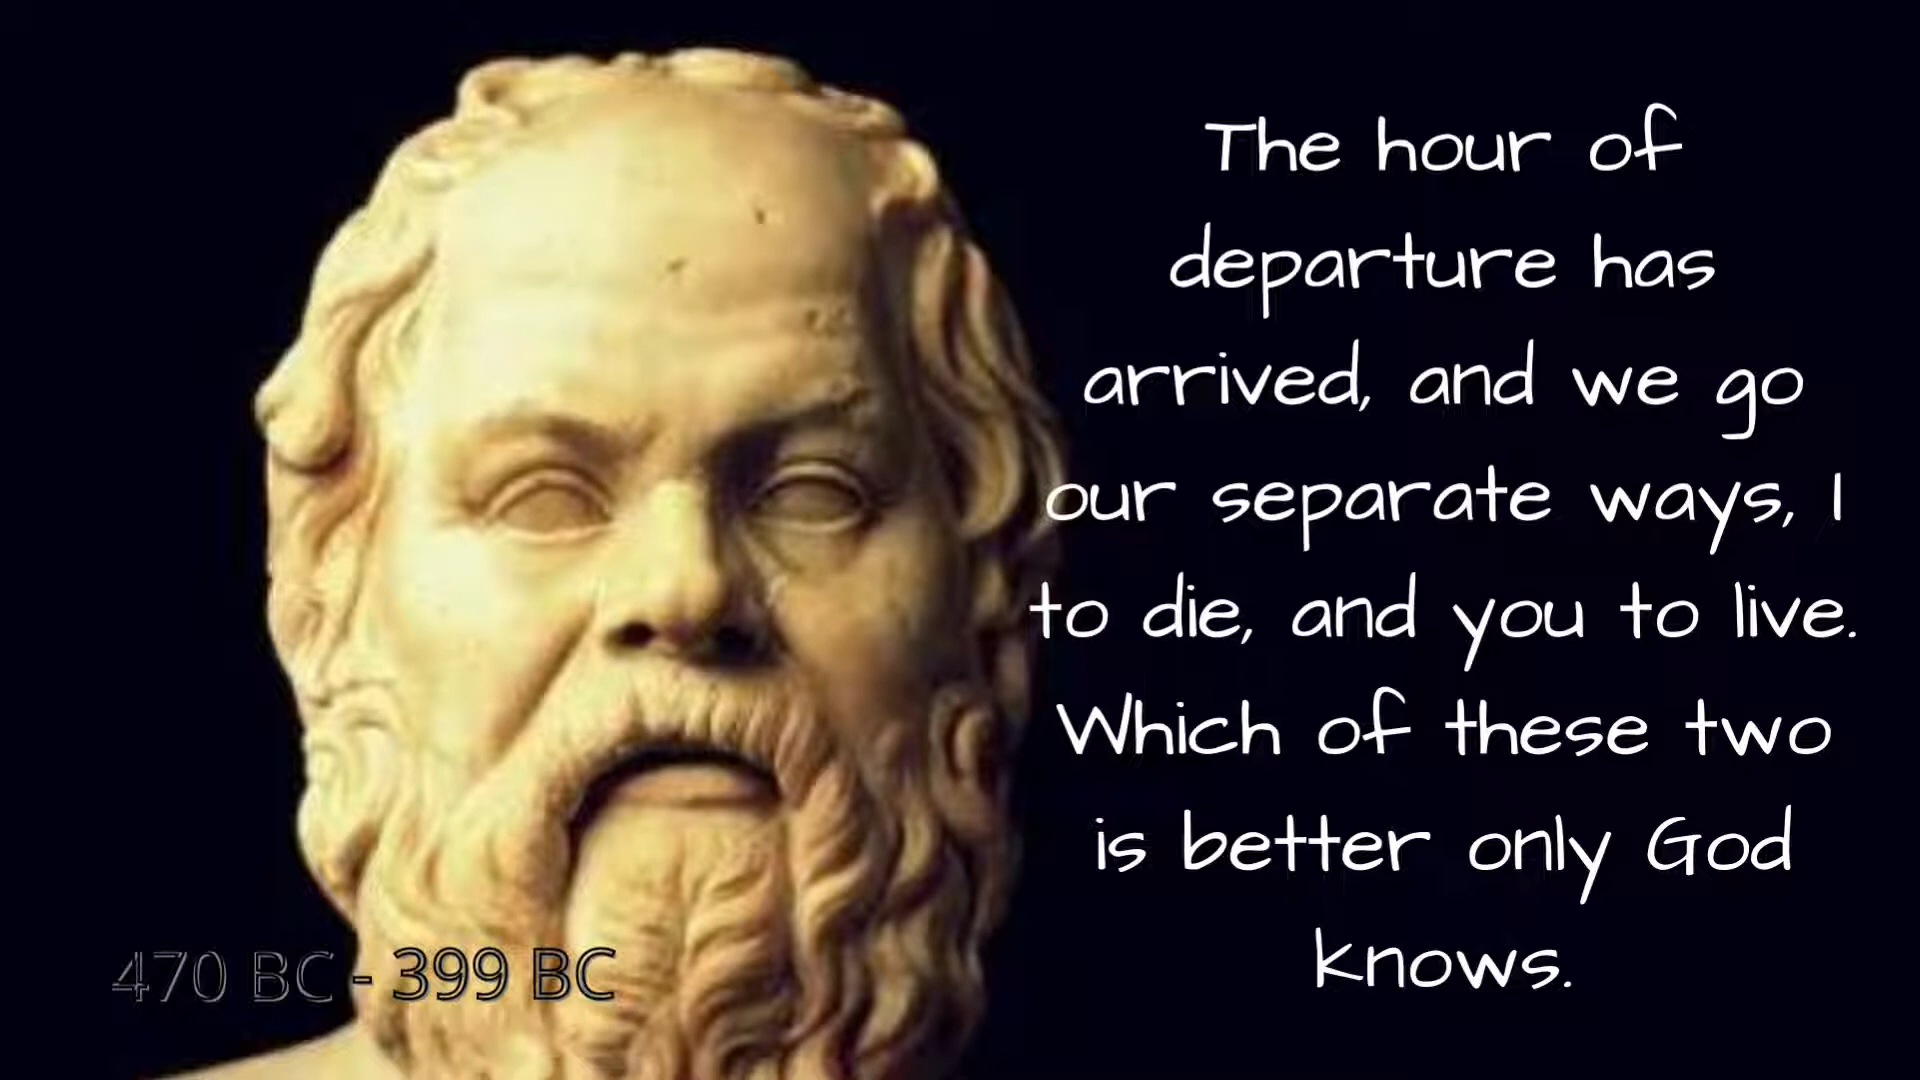 The hour of
departure has
arrived, and we go
our separate ways, I
to die, and you to live.
Which of these two
is better only God
knows.
470 BC - 399 BC